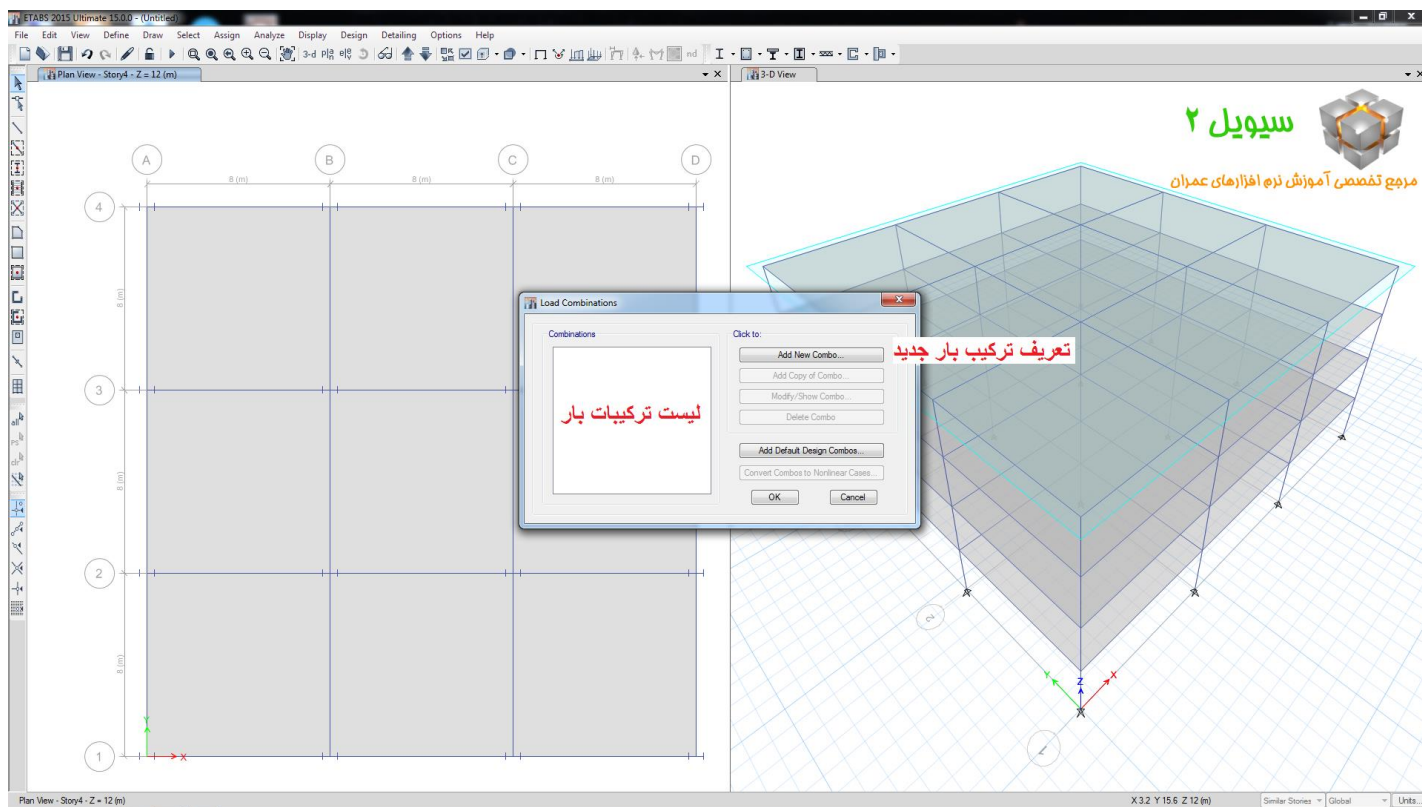 ETABS 2015 Ultimate 15.0.0 - (Untitled)
File Edit View Define Draw Select Assign Analyze Display Design Detailing Options Help
3-d
nd
Plan View - Story4 - Z = 12 (m)
3-D View
A
B
C
D
8 (m)
8 (m)
8 (m)
4
8 (m)
3
8 (m)
2
8 (m)
1
Y
X
سیویل ۲
مرجع تخصصی آموزش نرم افزارهای عمران
Load Combinations
Combinations
لیست ترکیبات بار
Click to:
Add New Combo...
تعریف ترکیب بار جدید
Add Copy of Combo...
Modify/Show Combo...
Delete Combo
Add Default Design Combos...
Convert Combos to Nonlinear Cases...
OK
Cancel
2
Y
Z
X
1
Plan View - Story4 - Z = 12 (m)
X 3.2 Y 15.6 Z 12 (m)
Similar Stories
Global
Units